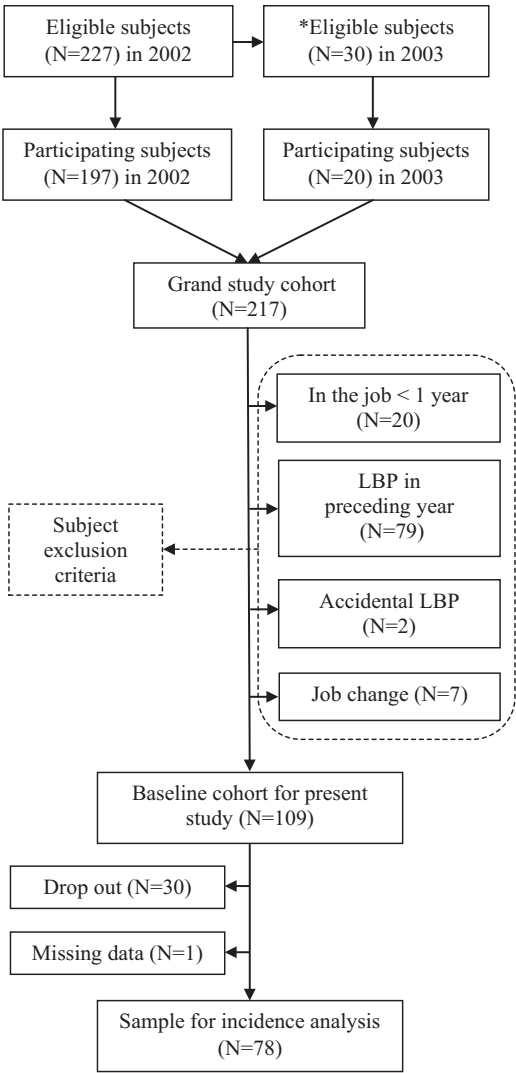 Eligible subjects
(N=227) in 2002
*Eligible subjects
(N=30) in 2003
Participating subjects
(N=197) in 2002
Participating subjects
(N=20) in 2003
Grand study cohort
(N=217)
In the job < 1 year
(N=20)
LBP in
preceding year
(N=79)
Subject
exclusion
criteria
Accidental LBP
(N=2)
Job change (N=7)
Baseline cohort for present
study (N=109)
Drop out (N=30)
Missing data (N=1)
Sample for incidence analysis
(N=78)